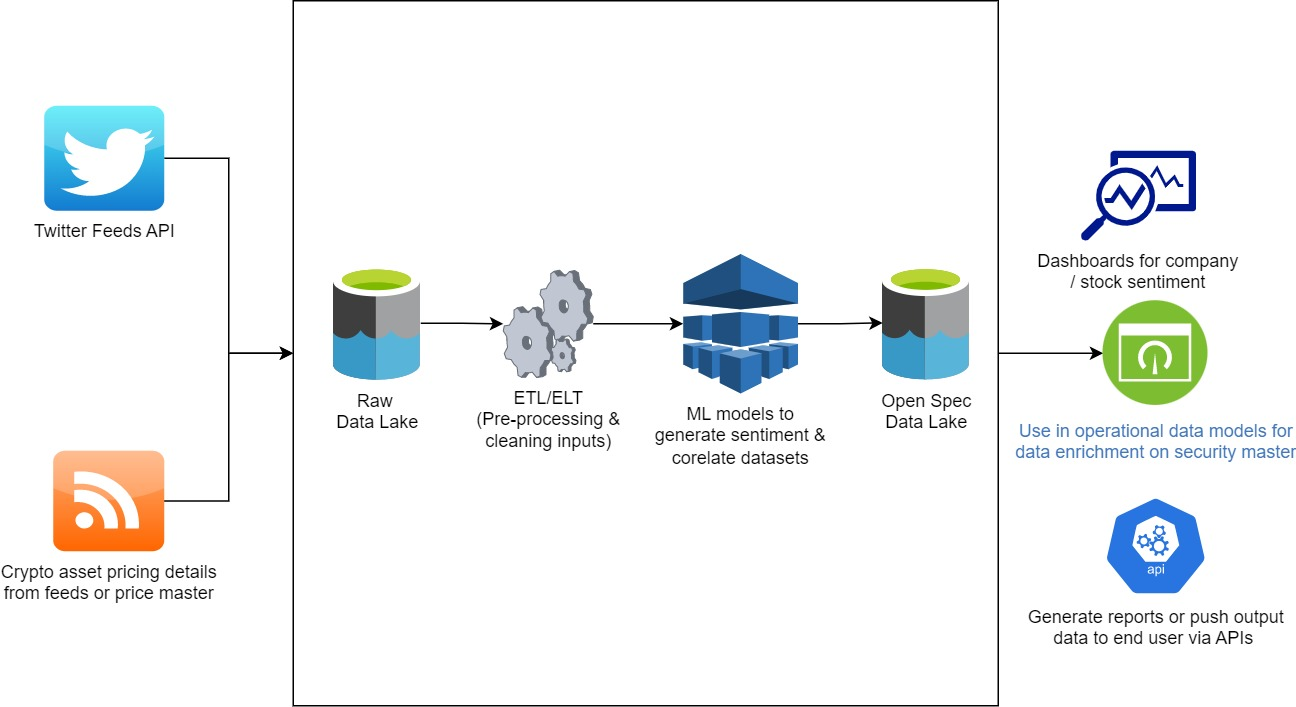 Twitter Feeds API
Crypto asset pricing details
from feeds or price master
Raw
Data Lake
ETL/ELT
(Pre-processing &
cleaning inputs)
ML models to
generate sentiment &
corelate datasets
Open Spec
Data Lake
Dashboards for company
/ stock sentiment
Use in operational data models for
data enrichment on security master
api
Generate reports or push output
data to end user via APIs